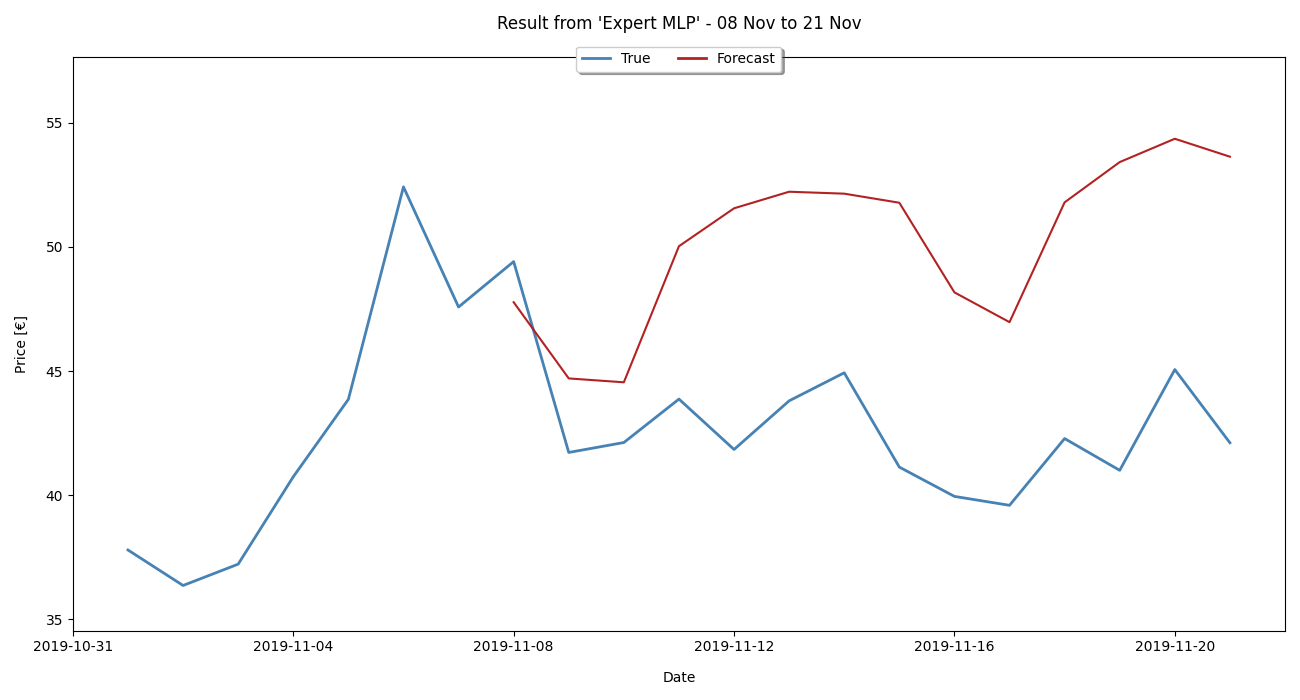 Result from 'Expert MLP' - 08 Nov to 21 Nov
True Forecast
55
50
45
40
35
Price [€]
2019-10-31 2019-11-04 2019-11-08 2019-11-12 2019-11-16 2019-11-20
Date